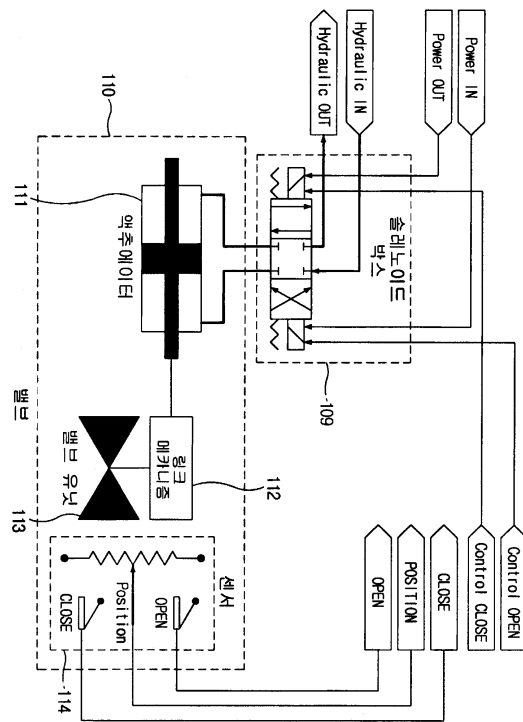 Power IN
Power OUT
Hydraulic IN
Hydraulic OUT
솔레노이드
박스
109
110
111
액추에이터
밸브
링크
메카니즘
112
밸브 유닛
113
센서
OPEN
Position
CLOSE
114
Control OPEN
Control CLOSE
CLOSE
POSITION
OPEN